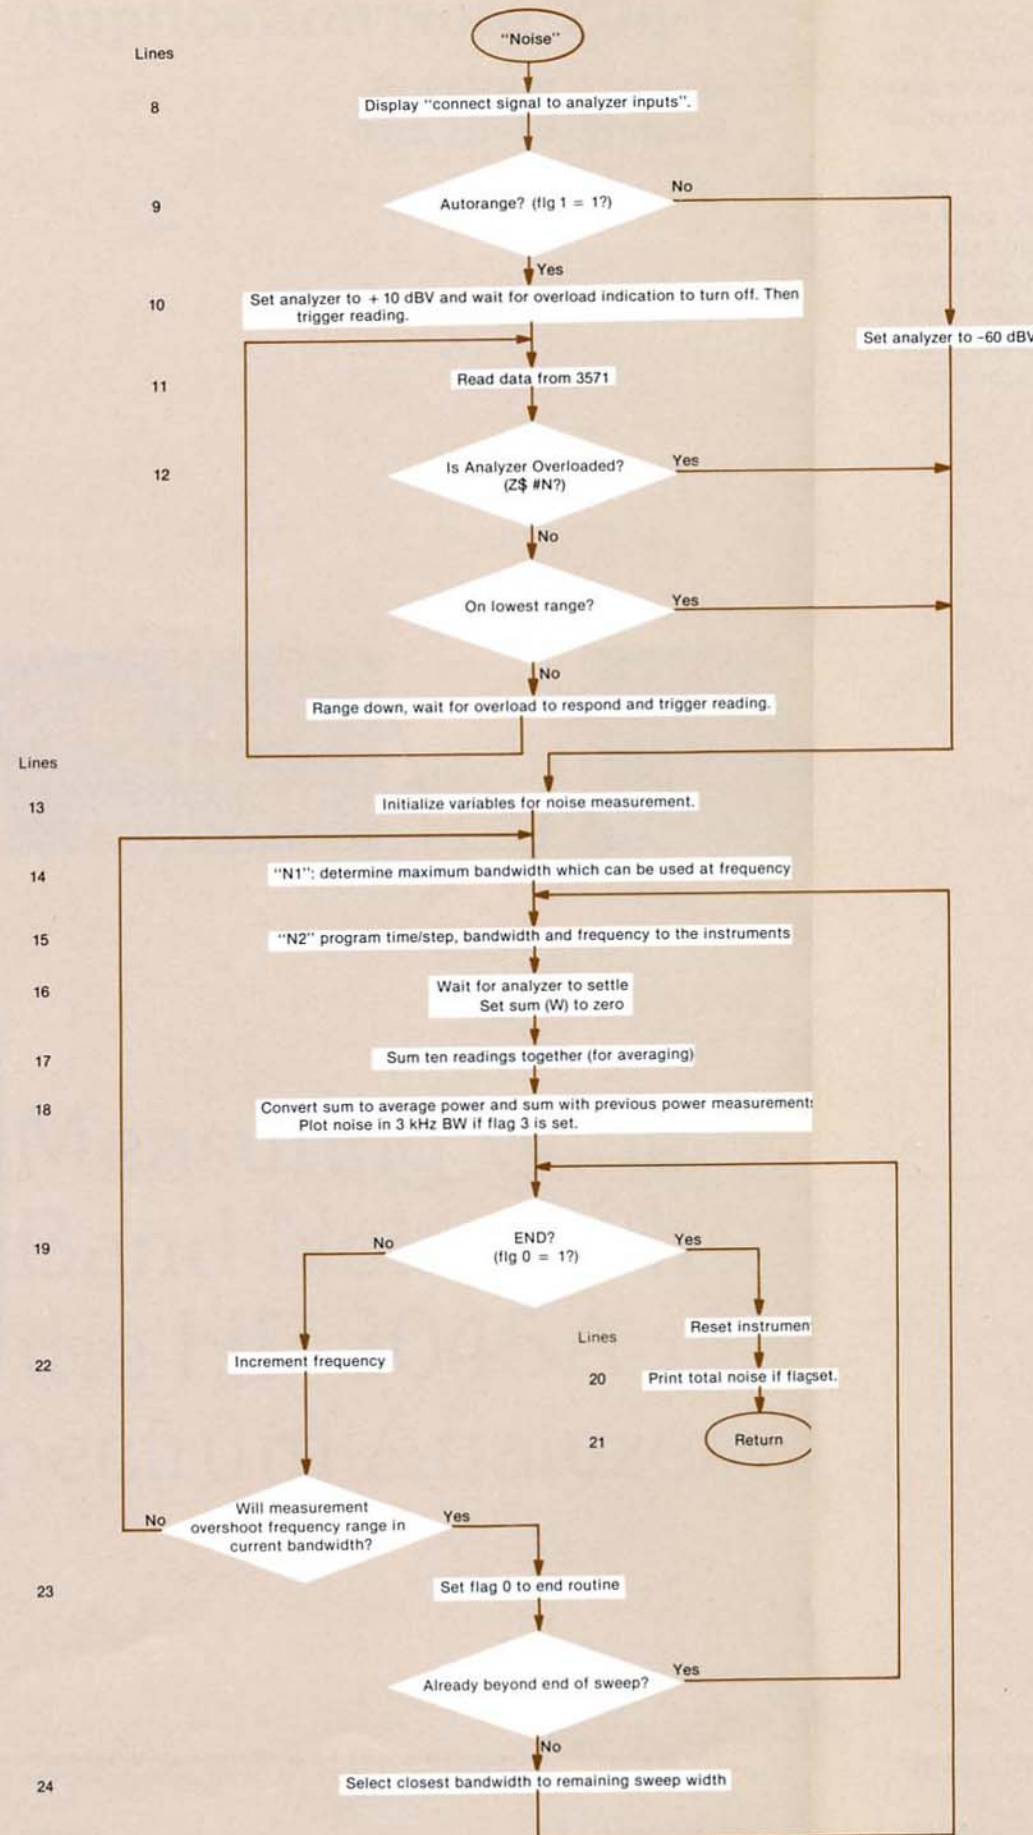 "Noise"
Lines
8
Display "connect signal to analyzer inputs".
9
Autorange? (flg 1 = 1?)
No
Yes
10
Set analyzer to + 10 dBV and wait for overload indication to turn off. Then
trigger reading.
Set analyzer to -60 dBV
11
Read data from 3571
12
Is Analyzer Overloaded?
(Z$ #N?)
Yes
No
On lowest range?
Yes
No
Range down, wait for overload to respond and trigger reading.
Lines
13
Initialize variables for noise measurement.
14
"N1": determine maximum bandwidth which can be used at frequency
15
"N2" program time/step, bandwidth and frequency to the instruments
16
Wait for analyzer to settle
Set sum (W) to zero
17
Sum ten readings together (for averaging)
18
Convert sum to average power and sum with previous power measurements
Plot noise in 3 kHz BW if flag 3 is set.
19
END?
(flg 0 = 1?)
No
Yes
Lines
Reset instrumen
22
Increment frequency
20
Print total noise if flag set.
21
Return
Will measurement
overshoot frequency range in
current bandwidth?
No
Yes
23
Set flag 0 to end routine
Already beyond end of sweep?
Yes
No
24
Select closest bandwidth to remaining sweep width